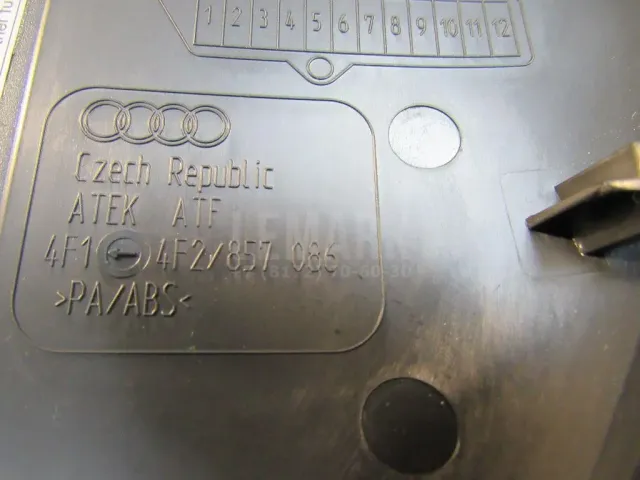 1 2 3 4 5 6 7 8 9 10 11 12
Czech Republic
ATEK ATF
4F1 4F2/857 086
>PA/ABS<